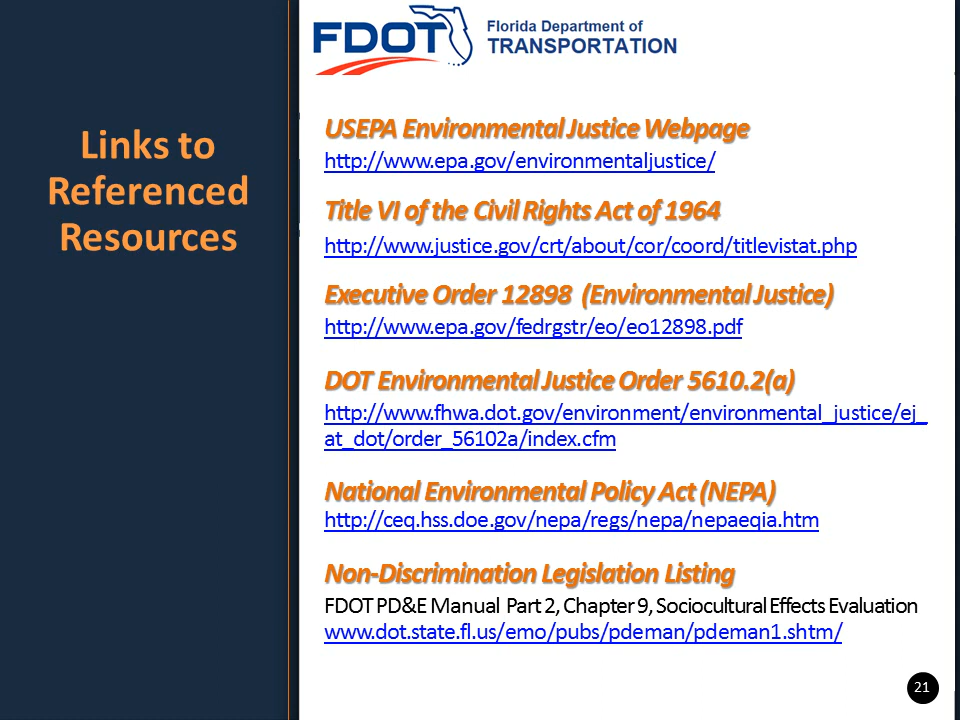 FDOT
Florida Department of
TRANSPORTATION
Links to
Referenced
Resources
USEPA Environmental Justice Webpage
http://www.epa.gov/environmentaljustice/
Title VI of the Civil Rights Act of 1964
http://www.justice.gov/crt/about/cor/coord/titlevistat.php
Executive Order 12898 (Environmental Justice)
http://www.epa.gov/fedrgstr/eo/eo12898.pdf
DOT Environmental Justice Order 5610.2(a)
http://www.fhwa.dot.gov/environment/environmental_justice/ej_
at_dot/order_56102a/index.cfm
National Environmental Policy Act (NEPA)
http://ceq.hss.doe.gov/nepa/regs/nepa/nepaeqia.htm
Non-Discrimination Legislation Listing
FDOT PD&E Manual Part 2, Chapter 9, Sociocultural Effects Evaluation
www.dot.state.fl.us/emo/pubs/pdeman/pdeman1.shtm/
21